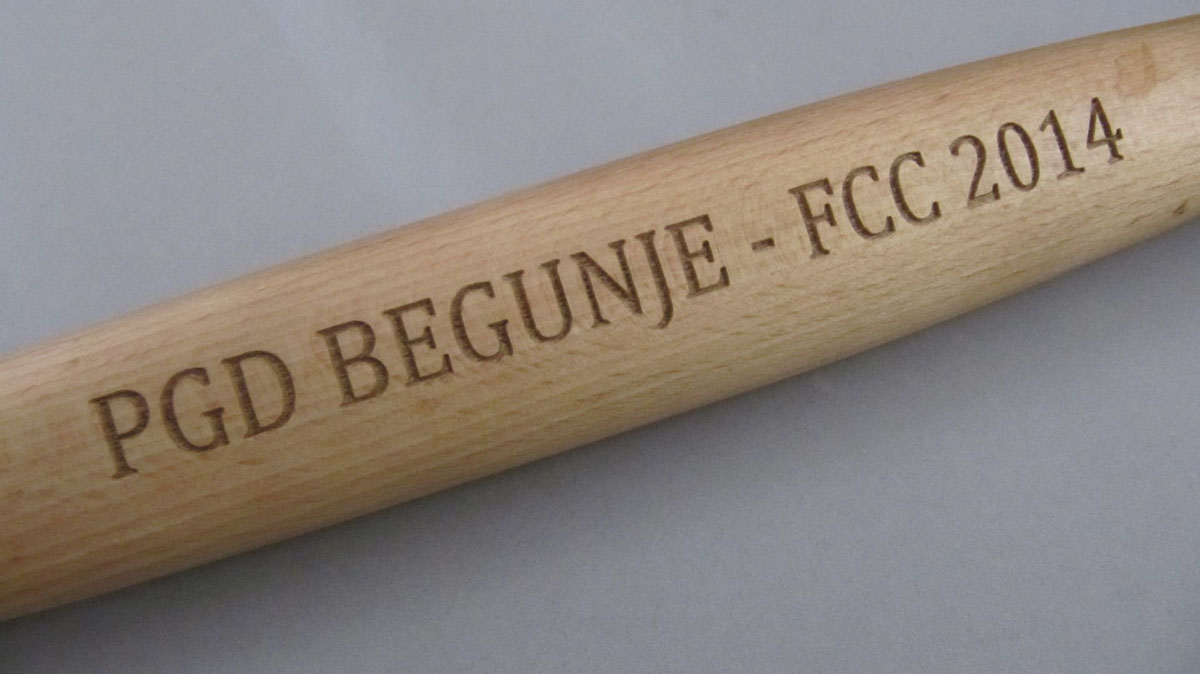 PGD BEGUNJE - FCC 2014